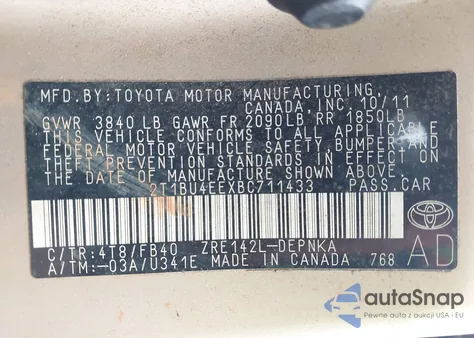 MFD.BY:TOYOTA MOTOR MANUFACTURING,
CANADA, INC. 10/11
GVWR 3840 LB GAWR FR 2090LB RR 1850LB
THIS VEHICLE CONFORMS TO ALL APPLICABLE
FEDERAL MOTOR VEHICLE SAFETY, BUMPER, AND
THEFT PREVENTION STANDARDS IN EFFECT ON
THE DATE OF MANUFACTURE SHOWN ABOVE.
2T1BU4EEXBC711433 PASS.CAR
C/TR:4T8/FB40 ZRE142L-DEPNKA
A/TM:-03A/U341E MADE IN CANADA 768
AD
autoSnap
Pewne auta z USA i EU